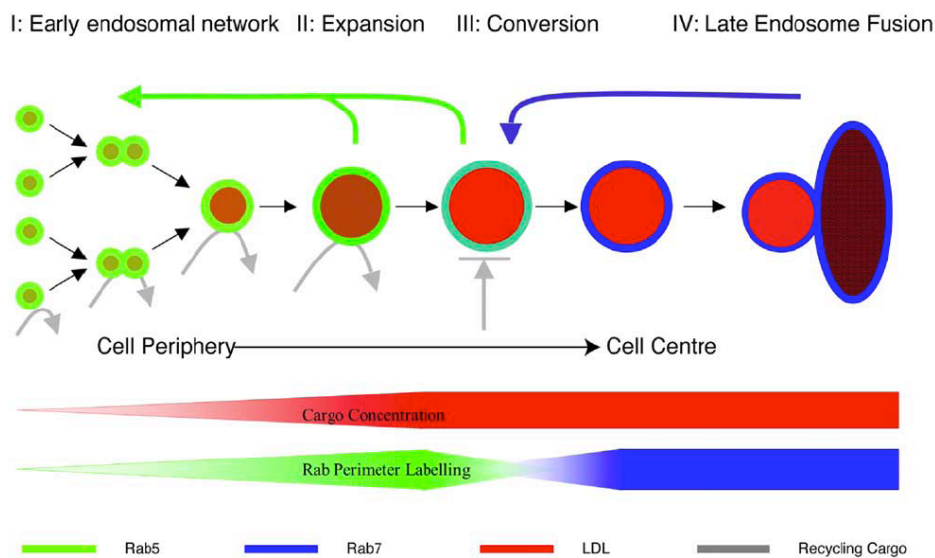 I: Early endosomal network II: Expansion III: Conversion IV: Late Endosome Fusion
Cell Periphery Cell Centre
Cargo Concentration
Rab Perimeter Labelling
Rab5 Rab7 LDL Recycling Cargo